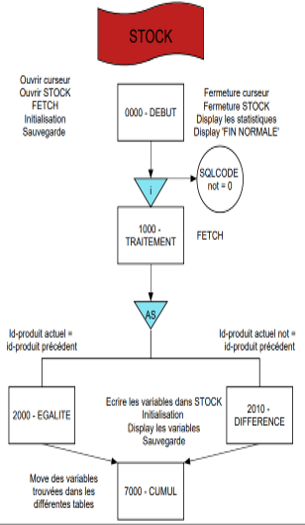 STOCK
Ouvrir curseur
Ouvrir STOCK
FETCH
Initialisation
Sauvegarde
0000 - DEBUT
Fermeture curseur
Fermeture STOCK
Display les statistiques
Display 'FIN NORMALE'
i
SQLCODE
not = 0
1000 -
TRAITEMENT
FETCH
AS
Id-produit actuel =
id-produit précédent
Id-produit actuel not =
id-produit précédent
2000 - EGALITE
Ecrire les variables dans STOCK
Initialisation
Display les variables
Sauvegarde
2010 -
DIFFERENCE
Move des variables
trouvées dans les
différentes tables
7000 - CUMUL